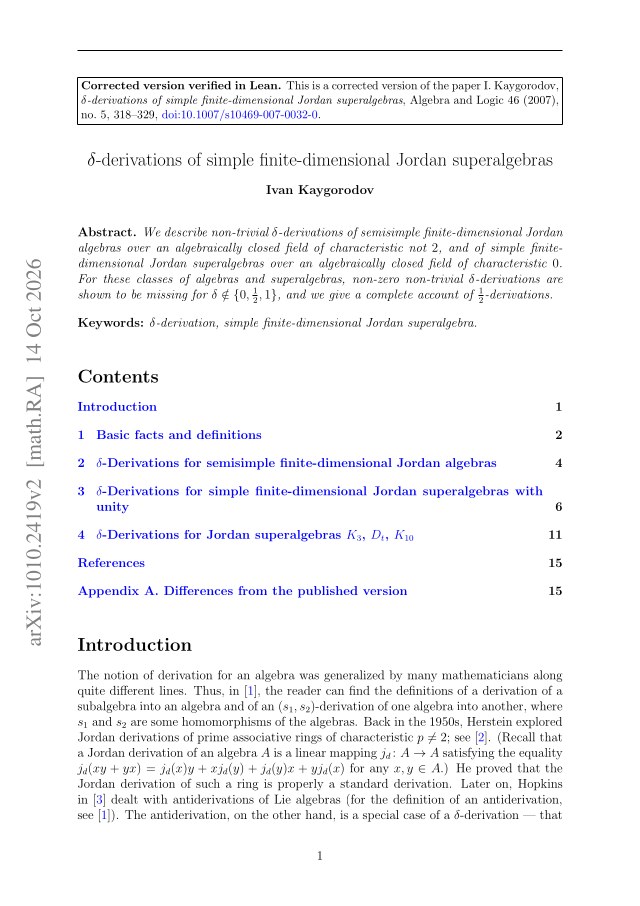 Corrected version verified in Lean. This is a corrected version of the paper I. Kaygorodov,
δ-derivations of simple finite-dimensional Jordan superalgebras, Algebra and Logic 46 (2007),
no. 5, 318–329, doi:10.1007/s10469-007-0032-0.
δ-derivations of simple finite-dimensional Jordan superalgebras
Ivan Kaygorodov
Abstract. We describe non-trivial δ-derivations of semisimple finite-dimensional Jordan
algebras over an algebraically closed field of characteristic not 2, and of simple finite-
dimensional Jordan superalgebras over an algebraically closed field of characteristic 0.
For these classes of algebras and superalgebras, non-zero non-trivial δ-derivations are
shown to be missing for δ ∉ {0, ½, 1}, and we give a complete account of ½-derivations.
Keywords: δ-derivation, simple finite-dimensional Jordan superalgebra.
Contents
Introduction 1
1 Basic facts and definitions 2
2 δ-Derivations for semisimple finite-dimensional Jordan algebras 4
3 δ-Derivations for simple finite-dimensional Jordan superalgebras with
unity 6
4 δ-Derivations for Jordan superalgebras K₃, Dₜ, K₁₀ 11
References 15
Appendix A. Differences from the published version 15
Introduction
The notion of derivation for an algebra was generalized by many mathematicians along
quite different lines. Thus, in [1], the reader can find the definitions of a derivation of a
subalgebra into an algebra and of an (s₁, s₂)-derivation of one algebra into another, where
s₁ and s₂ are some homomorphisms of the algebras. Back in the 1950s, Herstein explored
Jordan derivations of prime associative rings of characteristic p ≠ 2; see [2]. (Recall that
a Jordan derivation of an algebra A is a linear mapping j_d : A → A satisfying the equality
j_d(xy + yx) = j_d(x)y + xj_d(y) + j_d(y)x + yj_d(x) for any x, y ∈ A.) He proved that the
Jordan derivation of such a ring is properly a standard derivation. Later on, Hopkins
in [3] dealt with antiderivations of Lie algebras (for the definition of an antiderivation,
see [1]). The antiderivation, on the other hand, is a special case of a δ-derivation — that
1
arXiv:1010.2419v2 [math.RA] 14 Oct 2026